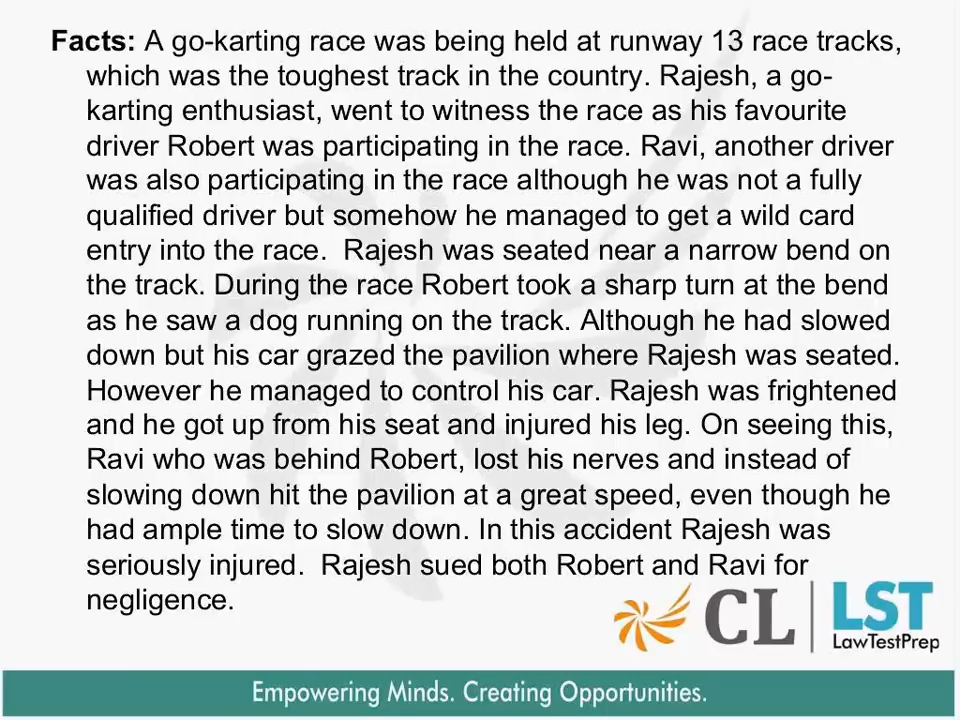 Facts: A go-karting race was being held at runway 13 race tracks,
which was the toughest track in the country. Rajesh, a go-
karting enthusiast, went to witness the race as his favourite
driver Robert was participating in the race. Ravi, another driver
was also participating in the race although he was not a fully
qualified driver but somehow he managed to get a wild card
entry into the race. Rajesh was seated near a narrow bend on
the track. During the race Robert took a sharp turn at the bend
as he saw a dog running on the track. Although he had slowed
down but his car grazed the pavilion where Rajesh was seated.
However he managed to control his car. Rajesh was frightened
and he got up from his seat and injured his leg. On seeing this,
Ravi who was behind Robert, lost his nerves and instead of
slowing down hit the pavilion at a great speed, even though he
had ample time to slow down. In this accident Rajesh was
seriously injured. Rajesh sued both Robert and Ravi for
negligence.
CL LST
LawTestPrep
Empowering Minds. Creating Opportunities.